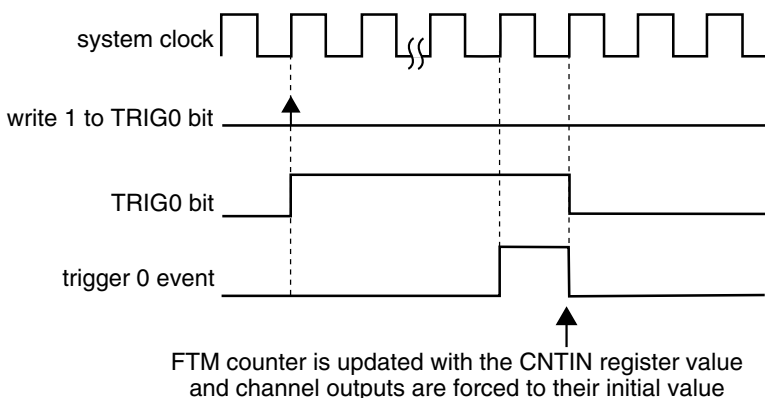 system clock
write 1 to TRIG0 bit
TRIG0 bit
trigger 0 event
FTM counter is updated with the CNTIN register value
and channel outputs are forced to their initial value